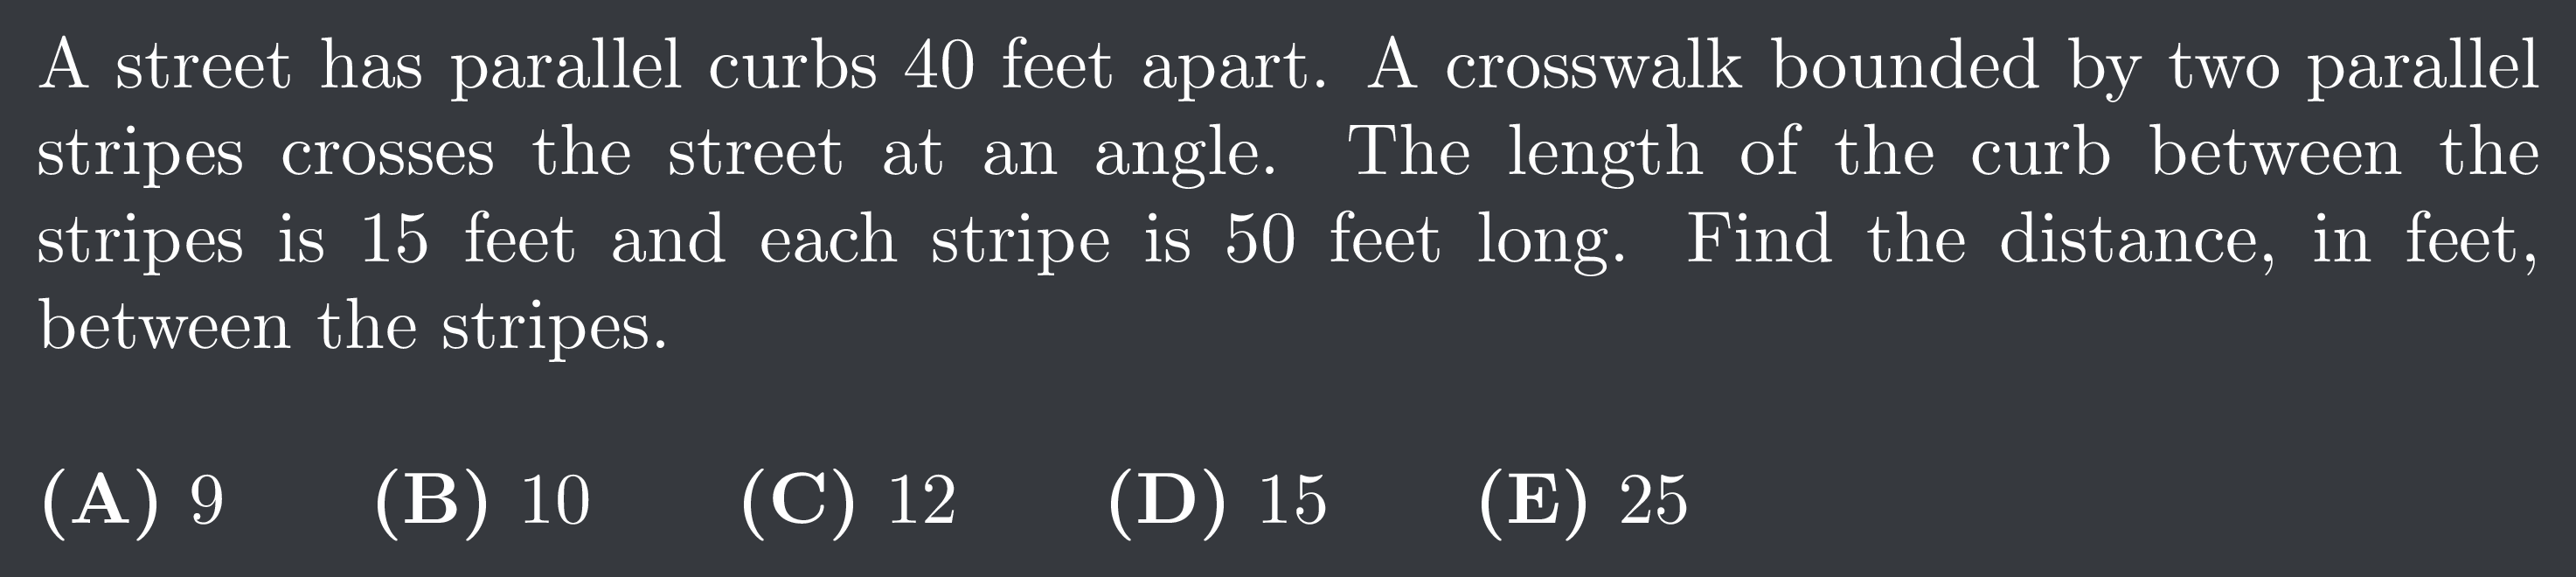 A street has parallel curbs 40 feet apart. A crosswalk bounded by two parallel
stripes crosses the street at an angle. The length of the curb between the
stripes is 15 feet and each stripe is 50 feet long. Find the distance, in feet,
between the stripes.
(A) 9 (B) 10 (C) 12 (D) 15 (E) 25